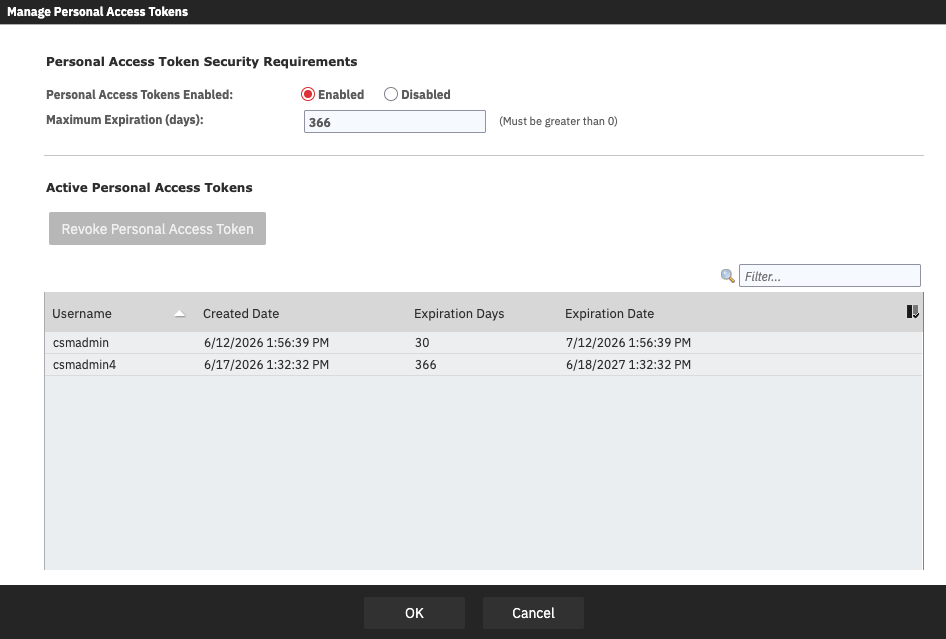 Manage Personal Access Tokens
Personal Access Token Security Requirements
Personal Access Tokens Enabled: Enabled Disabled
Maximum Expiration (days): 366 (Must be greater than 0)
Active Personal Access Tokens
Revoke Personal Access Token
Filter...
Username Created Date Expiration Days Expiration Date
csmadmin 6/12/2026 1:56:39 PM 30 7/12/2026 1:56:39 PM
csmadmin4 6/17/2026 1:32:32 PM 366 6/18/2027 1:32:32 PM
OK Cancel